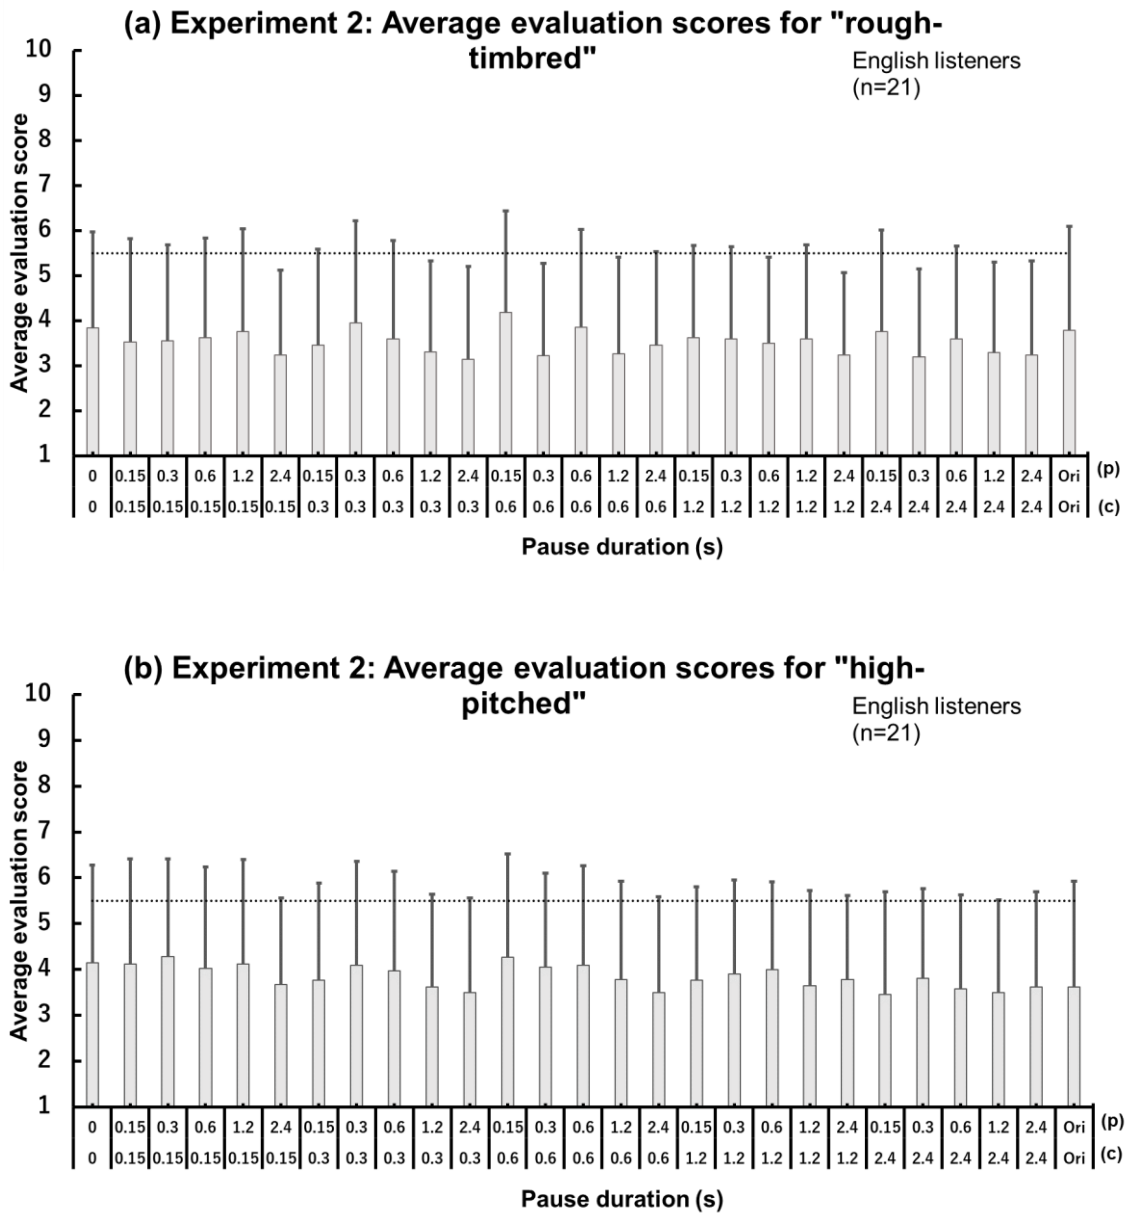 (a) Experiment 2: Average evaluation scores for "rough-
timbred"
English listeners
(n=21)
Average evaluation score
10
9
8
7
6
5
4
3
2
1
0 0.15 0.3 0.6 1.2 2.4 0.15 0.3 0.6 1.2 2.4 0.15 0.3 0.6 1.2 2.4 0.15 0.3 0.6 1.2 2.4 0.15 0.3 0.6 1.2 2.4 Ori (p)
0 0.15 0.15 0.15 0.15 0.15 0.3 0.3 0.3 0.3 0.3 0.6 0.6 0.6 0.6 0.6 1.2 1.2 1.2 1.2 1.2 2.4 2.4 2.4 2.4 2.4 Ori (c)
Pause duration (s)
(b) Experiment 2: Average evaluation scores for "high-
pitched"
English listeners
(n=21)
Average evaluation score
10
9
8
7
6
5
4
3
2
1
0 0.15 0.3 0.6 1.2 2.4 0.15 0.3 0.6 1.2 2.4 0.15 0.3 0.6 1.2 2.4 0.15 0.3 0.6 1.2 2.4 0.15 0.3 0.6 1.2 2.4 Ori (p)
0 0.15 0.15 0.15 0.15 0.15 0.3 0.3 0.3 0.3 0.3 0.6 0.6 0.6 0.6 0.6 1.2 1.2 1.2 1.2 1.2 2.4 2.4 2.4 2.4 2.4 Ori (c)
Pause duration (s)